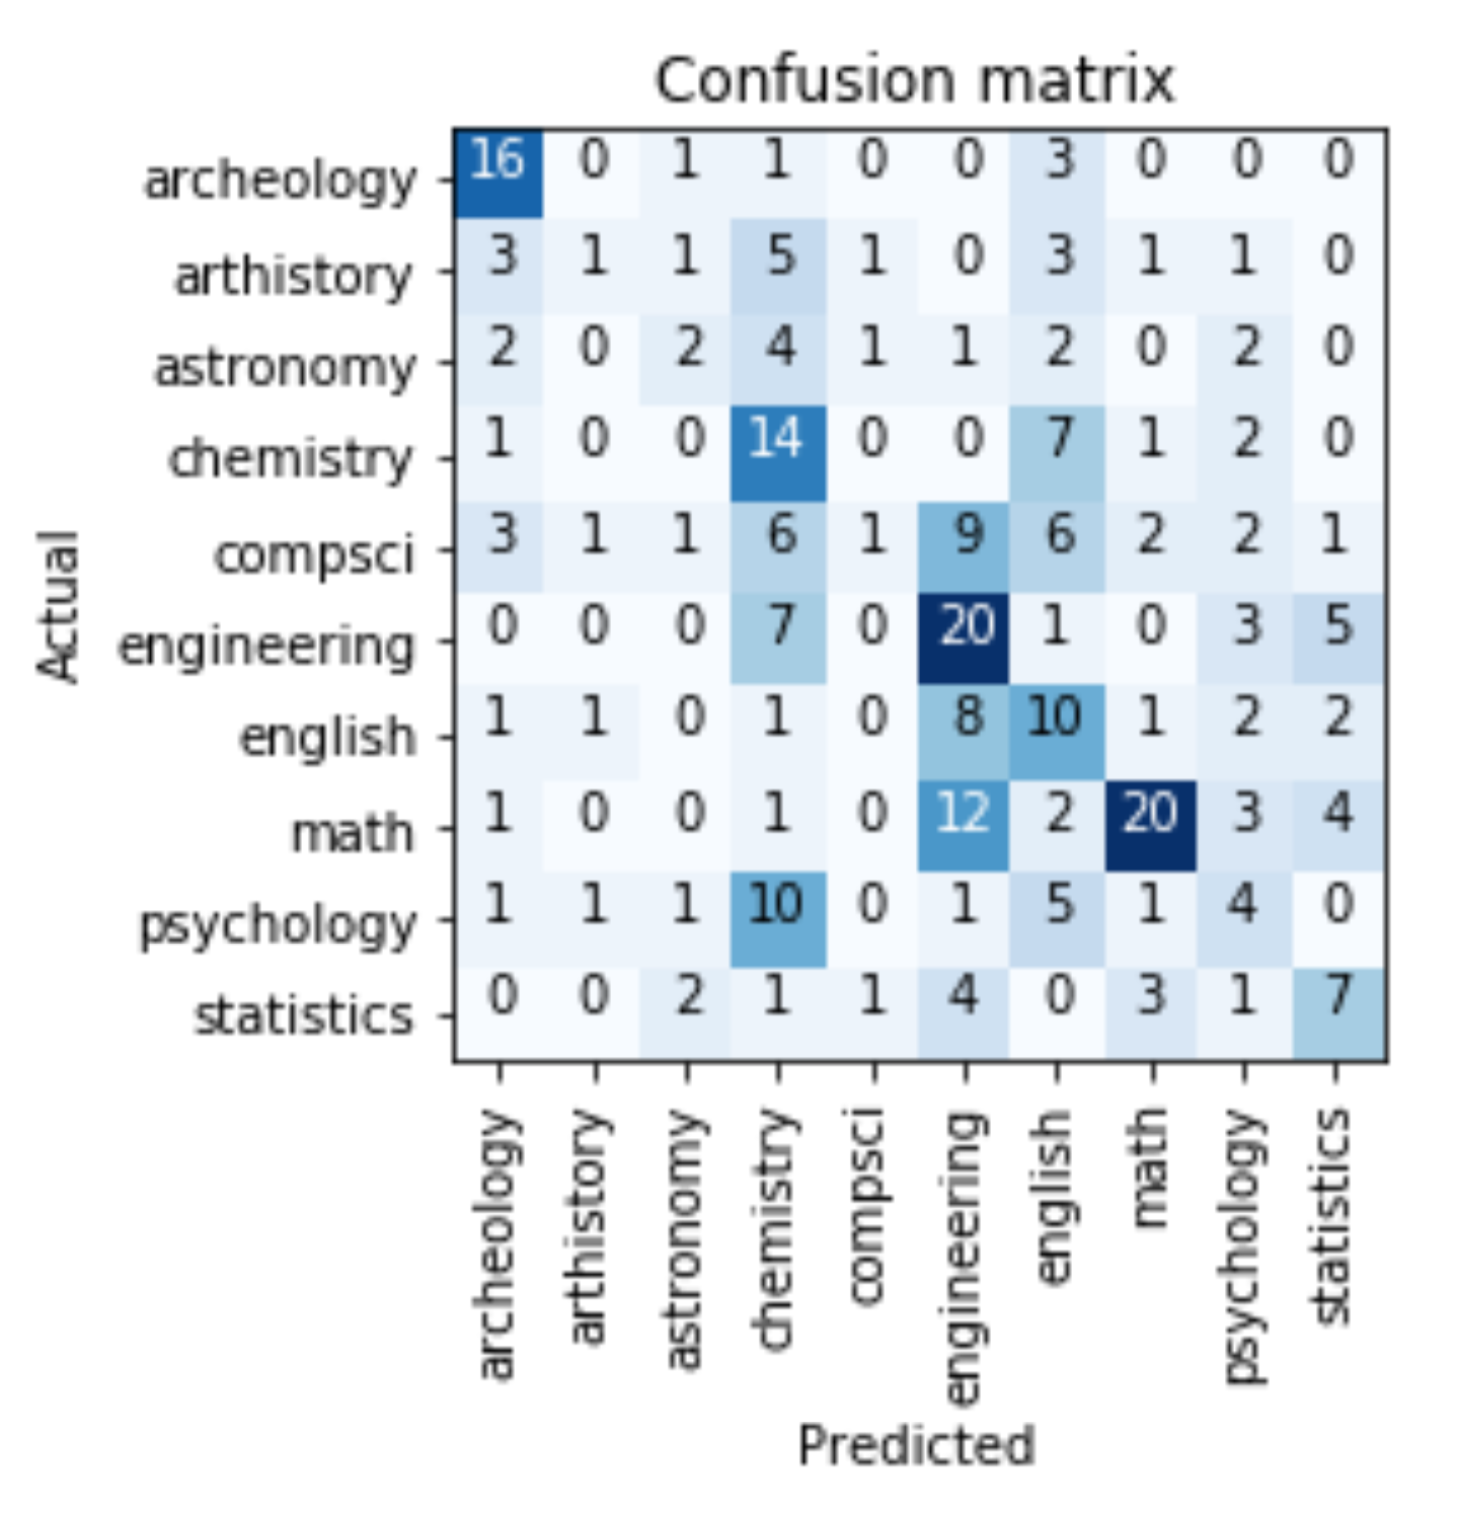 Confusion matrix
archeology 16 0 1 1 0 0 3 0 0 0
arthistory 3 1 1 5 1 0 3 1 1 0
astronomy 2 0 2 4 1 1 2 0 2 0
chemistry 1 0 0 14 0 0 7 1 2 0
compsci 3 1 1 6 1 9 6 2 2 1
engineering 0 0 0 7 0 20 1 0 3 5
english 1 1 0 1 0 8 10 1 2 2
math 1 0 0 1 0 12 2 20 3 4
psychology 1 1 1 10 0 1 5 1 4 0
statistics 0 0 2 1 1 4 0 3 1 7
Actual
archeology
arthistory
astronomy
chemistry
compsci
engineering
english
math
psychology
statistics
Predicted